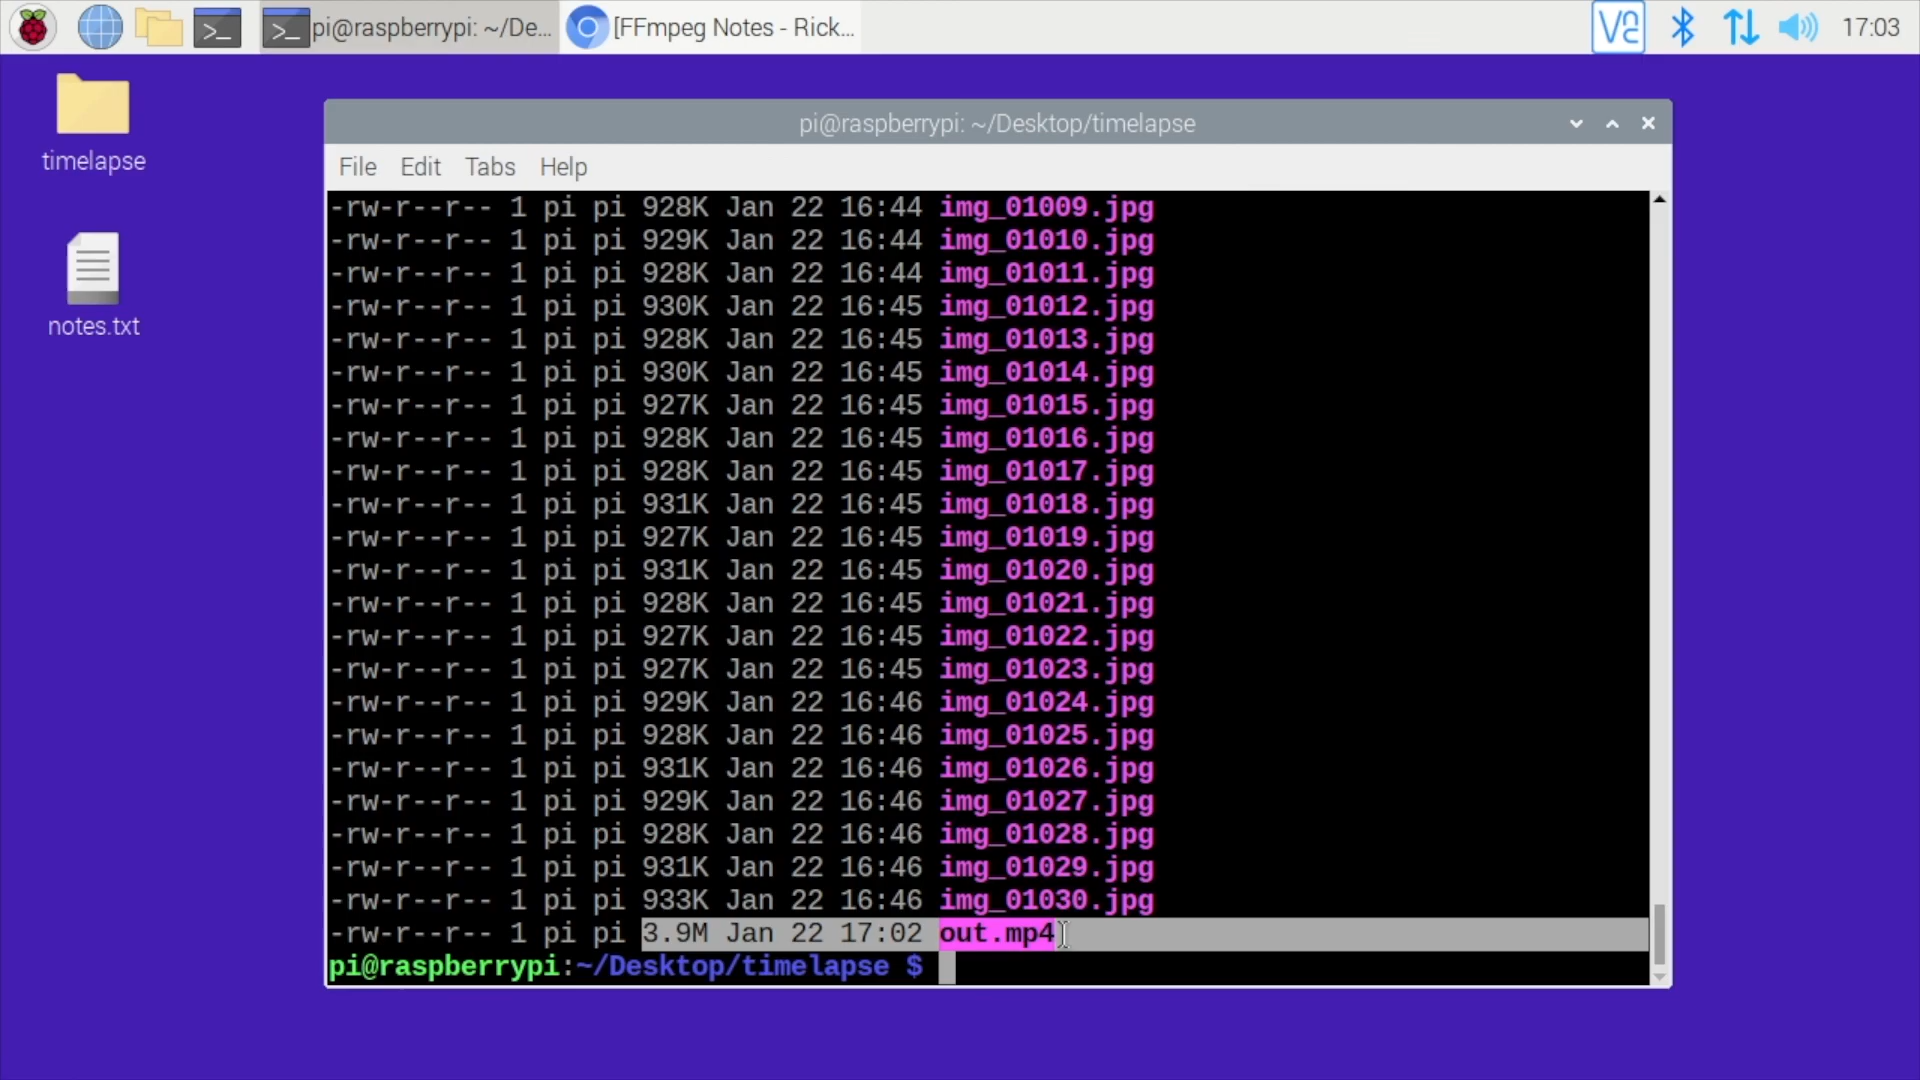 pi@raspberrypi: ~/De...
[FFmpeg Notes - Rick...
17:03
timelapse
notes.txt
pi@raspberrypi: ~/Desktop/timelapse
File Edit Tabs Help
-rw-r--r-- 1 pi pi 928K Jan 22 16:44 img_01009.jpg
-rw-r--r-- 1 pi pi 929K Jan 22 16:44 img_01010.jpg
-rw-r--r-- 1 pi pi 928K Jan 22 16:44 img_01011.jpg
-rw-r--r-- 1 pi pi 930K Jan 22 16:45 img_01012.jpg
-rw-r--r-- 1 pi pi 928K Jan 22 16:45 img_01013.jpg
-rw-r--r-- 1 pi pi 930K Jan 22 16:45 img_01014.jpg
-rw-r--r-- 1 pi pi 927K Jan 22 16:45 img_01015.jpg
-rw-r--r-- 1 pi pi 928K Jan 22 16:45 img_01016.jpg
-rw-r--r-- 1 pi pi 928K Jan 22 16:45 img_01017.jpg
-rw-r--r-- 1 pi pi 931K Jan 22 16:45 img_01018.jpg
-rw-r--r-- 1 pi pi 927K Jan 22 16:45 img_01019.jpg
-rw-r--r-- 1 pi pi 931K Jan 22 16:45 img_01020.jpg
-rw-r--r-- 1 pi pi 928K Jan 22 16:45 img_01021.jpg
-rw-r--r-- 1 pi pi 927K Jan 22 16:45 img_01022.jpg
-rw-r--r-- 1 pi pi 927K Jan 22 16:45 img_01023.jpg
-rw-r--r-- 1 pi pi 929K Jan 22 16:46 img_01024.jpg
-rw-r--r-- 1 pi pi 928K Jan 22 16:46 img_01025.jpg
-rw-r--r-- 1 pi pi 931K Jan 22 16:46 img_01026.jpg
-rw-r--r-- 1 pi pi 929K Jan 22 16:46 img_01027.jpg
-rw-r--r-- 1 pi pi 928K Jan 22 16:46 img_01028.jpg
-rw-r--r-- 1 pi pi 931K Jan 22 16:46 img_01029.jpg
-rw-r--r-- 1 pi pi 933K Jan 22 16:46 img_01030.jpg
-rw-r--r-- 1 pi pi 3.9M Jan 22 17:02 out.mp4
pi@raspberrypi:~/Desktop/timelapse $